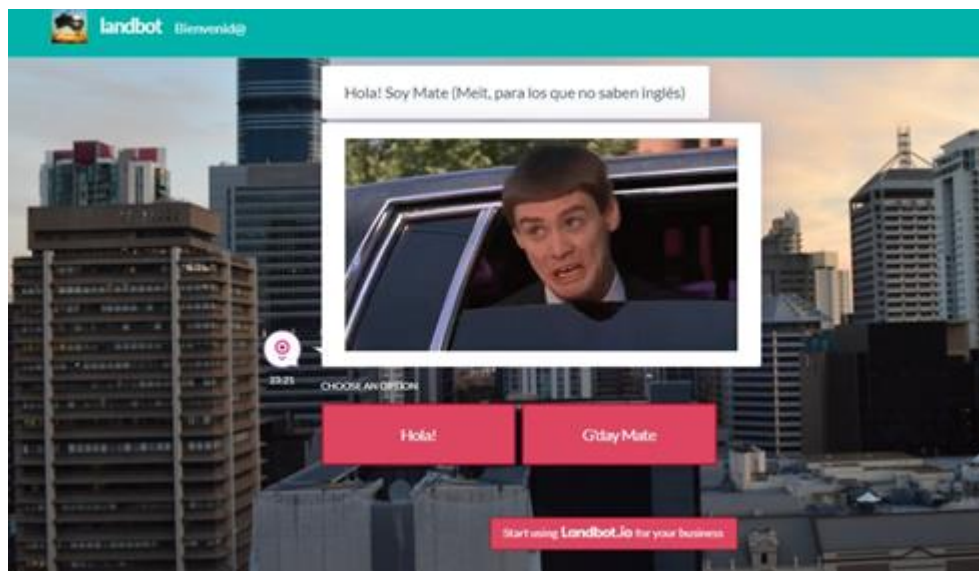 landbot Bienvenid@
Hola! Soy Mate (Meit, para los que no saben inglés)
23:21
CHOOSE AN OPTION
Hola!
G'day Mate
Start using Landbot.io for your business